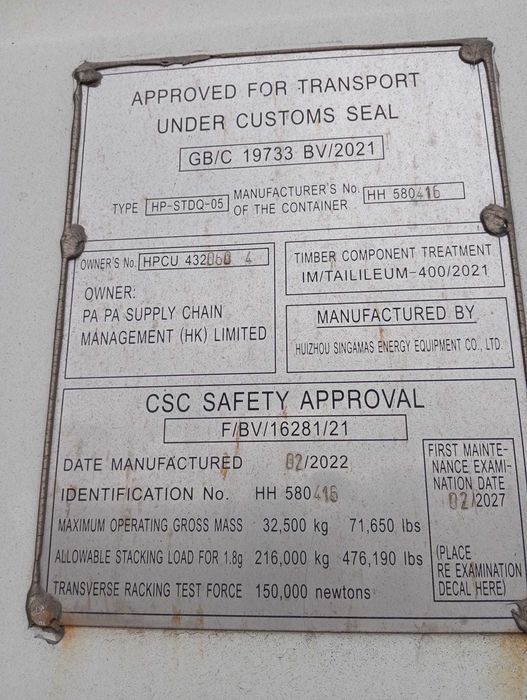 APPROVED FOR TRANSPORT
UNDER CUSTOMS SEAL
GB/C 19733 BV/2021
TYPE HP-STDQ-05 MANUFACTURER'S No. OF THE CONTAINER HH 580416
OWNER'S No. HPCU 432060 4
OWNER:
PA PA SUPPLY CHAIN
MANAGEMENT (HK) LIMITED
TIMBER COMPONENT TREATMENT
IM/TAILILEUM-400/2021
MANUFACTURED BY
HUIZHOU SINGAMAS ENERGY EQUIPMENT CO., LTD.
CSC SAFETY APPROVAL
F/BV/16281/21
DATE MANUFACTURED 02/2022
IDENTIFICATION No. HH 580416
MAXIMUM OPERATING GROSS MASS 32,500 kg 71,650 lbs
ALLOWABLE STACKING LOAD FOR 1.8g 216,000 kg 476,190 lbs
TRANSVERSE RACKING TEST FORCE 150,000 newtons
FIRST MAINTE-
NANCE EXAMI-
NATION DATE
02/2027
(PLACE
RE EXAMINATION
DECAL HERE)